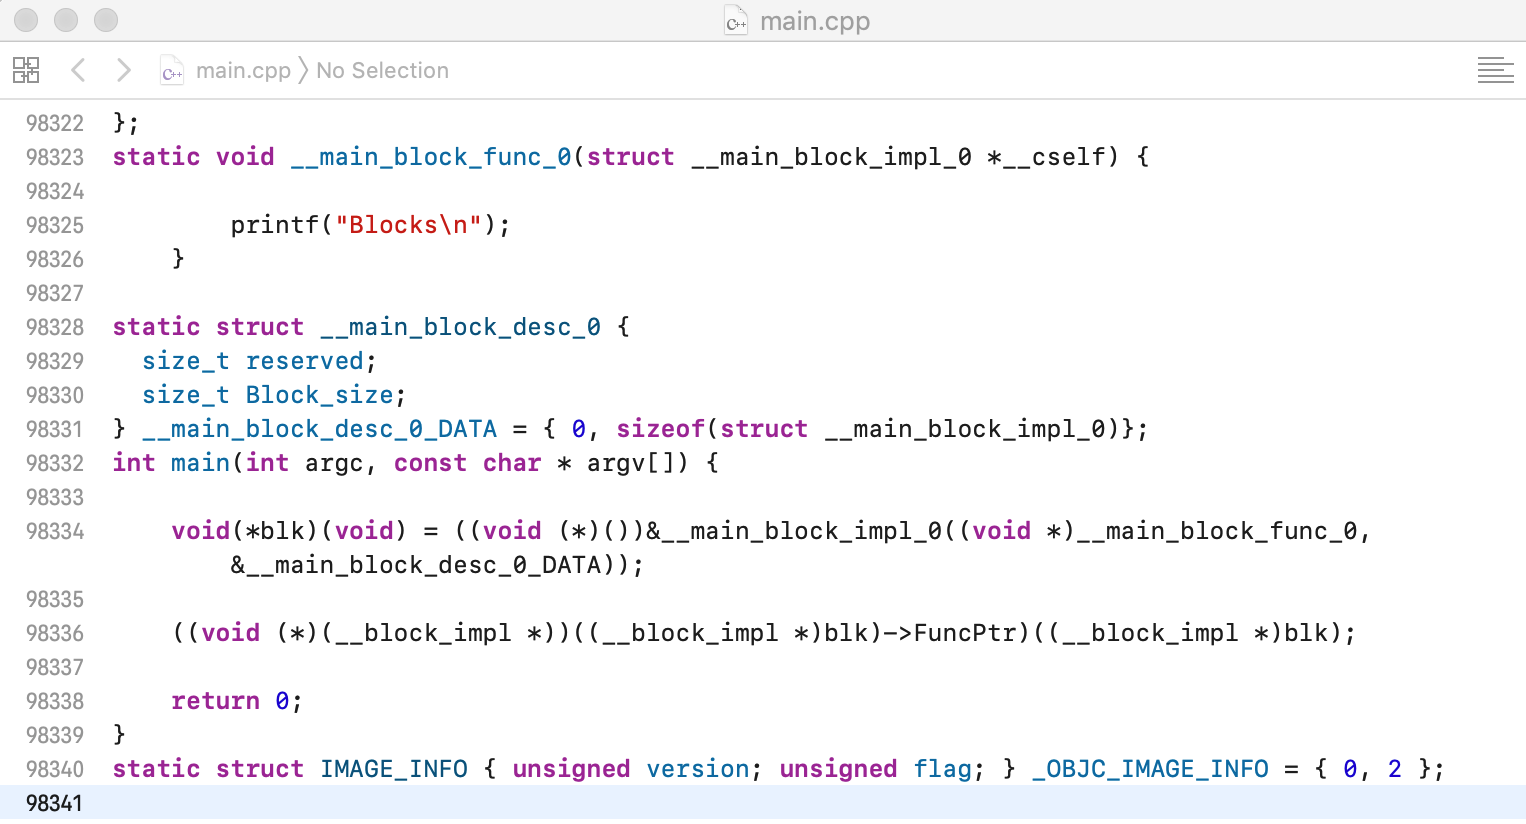 main.cpp
main.cpp No Selection
98322 };
98323 static void __main_block_func_0(struct __main_block_impl_0 *__cself) {
98324
98325         printf("Blocks\n");
98326     }
98327
98328 static struct __main_block_desc_0 {
98329   size_t reserved;
98330   size_t Block_size;
98331 } __main_block_desc_0_DATA = { 0, sizeof(struct __main_block_impl_0)};
98332 int main(int argc, const char * argv[]) {
98333
98334     void(*blk)(void) = ((void (*)())&__main_block_impl_0((void *)__main_block_func_0,
        &__main_block_desc_0_DATA));
98335
98336     ((void (*)(__block_impl *))((__block_impl *)blk)->FuncPtr)((__block_impl *)blk);
98337
98338     return 0;
98339 }
98340 static struct IMAGE_INFO { unsigned version; unsigned flag; } _OBJC_IMAGE_INFO = { 0, 2 };
98341